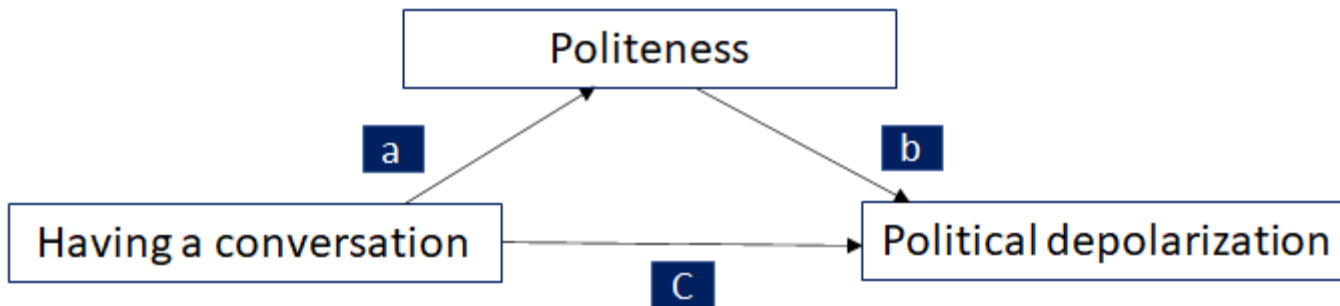 Politeness
a
b
Having a conversation
Political depolarization
C